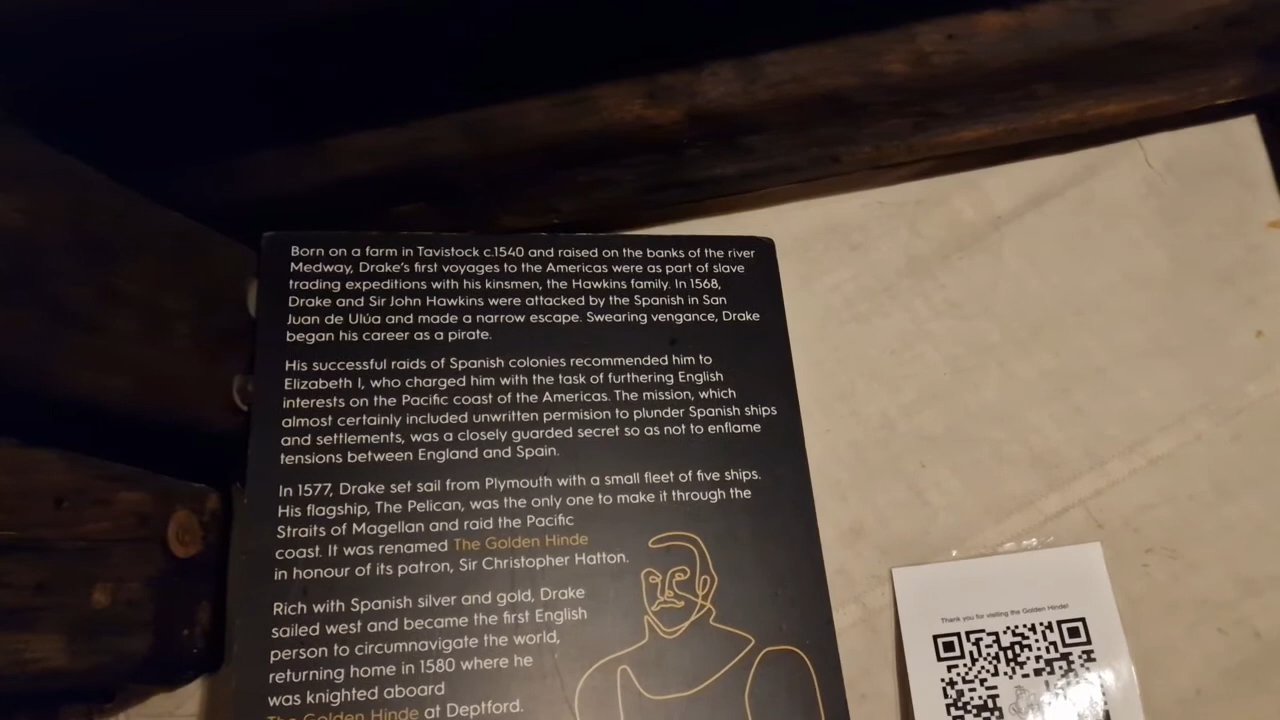 Born on a farm in Tavistock c.1540 and raised on the banks of the river
Medway, Drake's first voyages to the Americas were as part of slave
trading expeditions with his kinsmen, the Hawkins family. In 1568,
Drake and Sir John Hawkins were attacked by the Spanish in San
Juan de Ulúa and made a narrow escape. Swearing vengance, Drake
began his career as a pirate.
His successful raids of Spanish colonies recommended him to
Elizabeth I, who charged him with the task of furthering English
interests on the Pacific coast of the Americas. The mission, which
almost certainly included unwritten permision to plunder Spanish ships
and settlements, was a closely guarded secret so as not to enflame
tensions between England and Spain.
In 1577, Drake set sail from Plymouth with a small fleet of five ships.
His flagship, The Pelican, was the only one to make it through the
Straits of Magellan and raid the Pacific
coast. It was renamed The Golden Hinde
in honour of its patron, Sir Christopher Hatton.
Rich with Spanish silver and gold, Drake
sailed west and became the first English
person to circumnavigate the world,
returning home in 1580 where he
was knighted aboard
The Golden Hinde at Deptford.
Thank you for visiting the Golden Hinde!